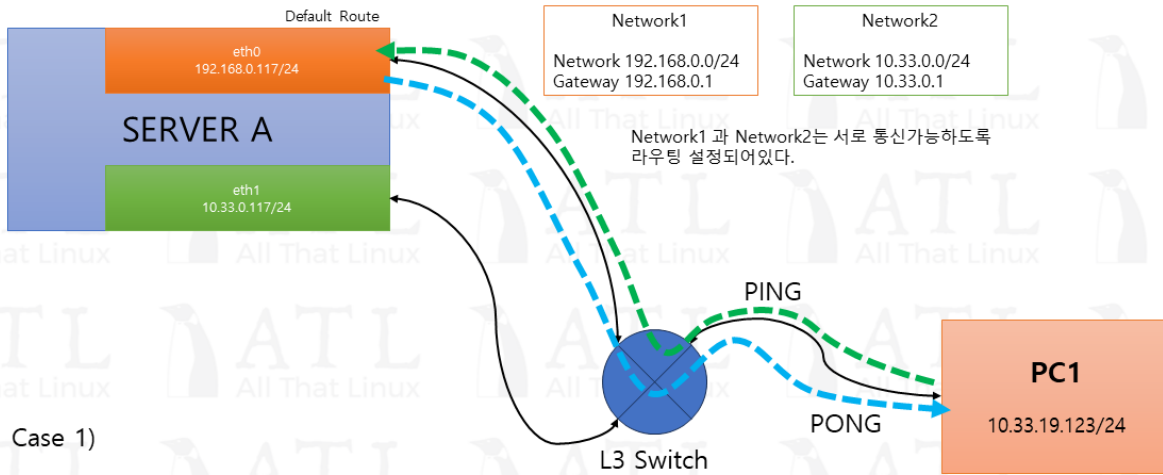 Default Route
eth0
192.168.0.117/24
SERVER A
eth1
10.33.0.117/24
Network1
Network 192.168.0.0/24
Gateway 192.168.0.1
Network2
Network 10.33.0.0/24
Gateway 10.33.0.1
Network1 과 Network2는 서로 통신가능하도록
라우팅 설정되어있다.
PING
PONG
PC1
10.33.19.123/24
L3 Switch
Case 1)
ATL
All That Linux